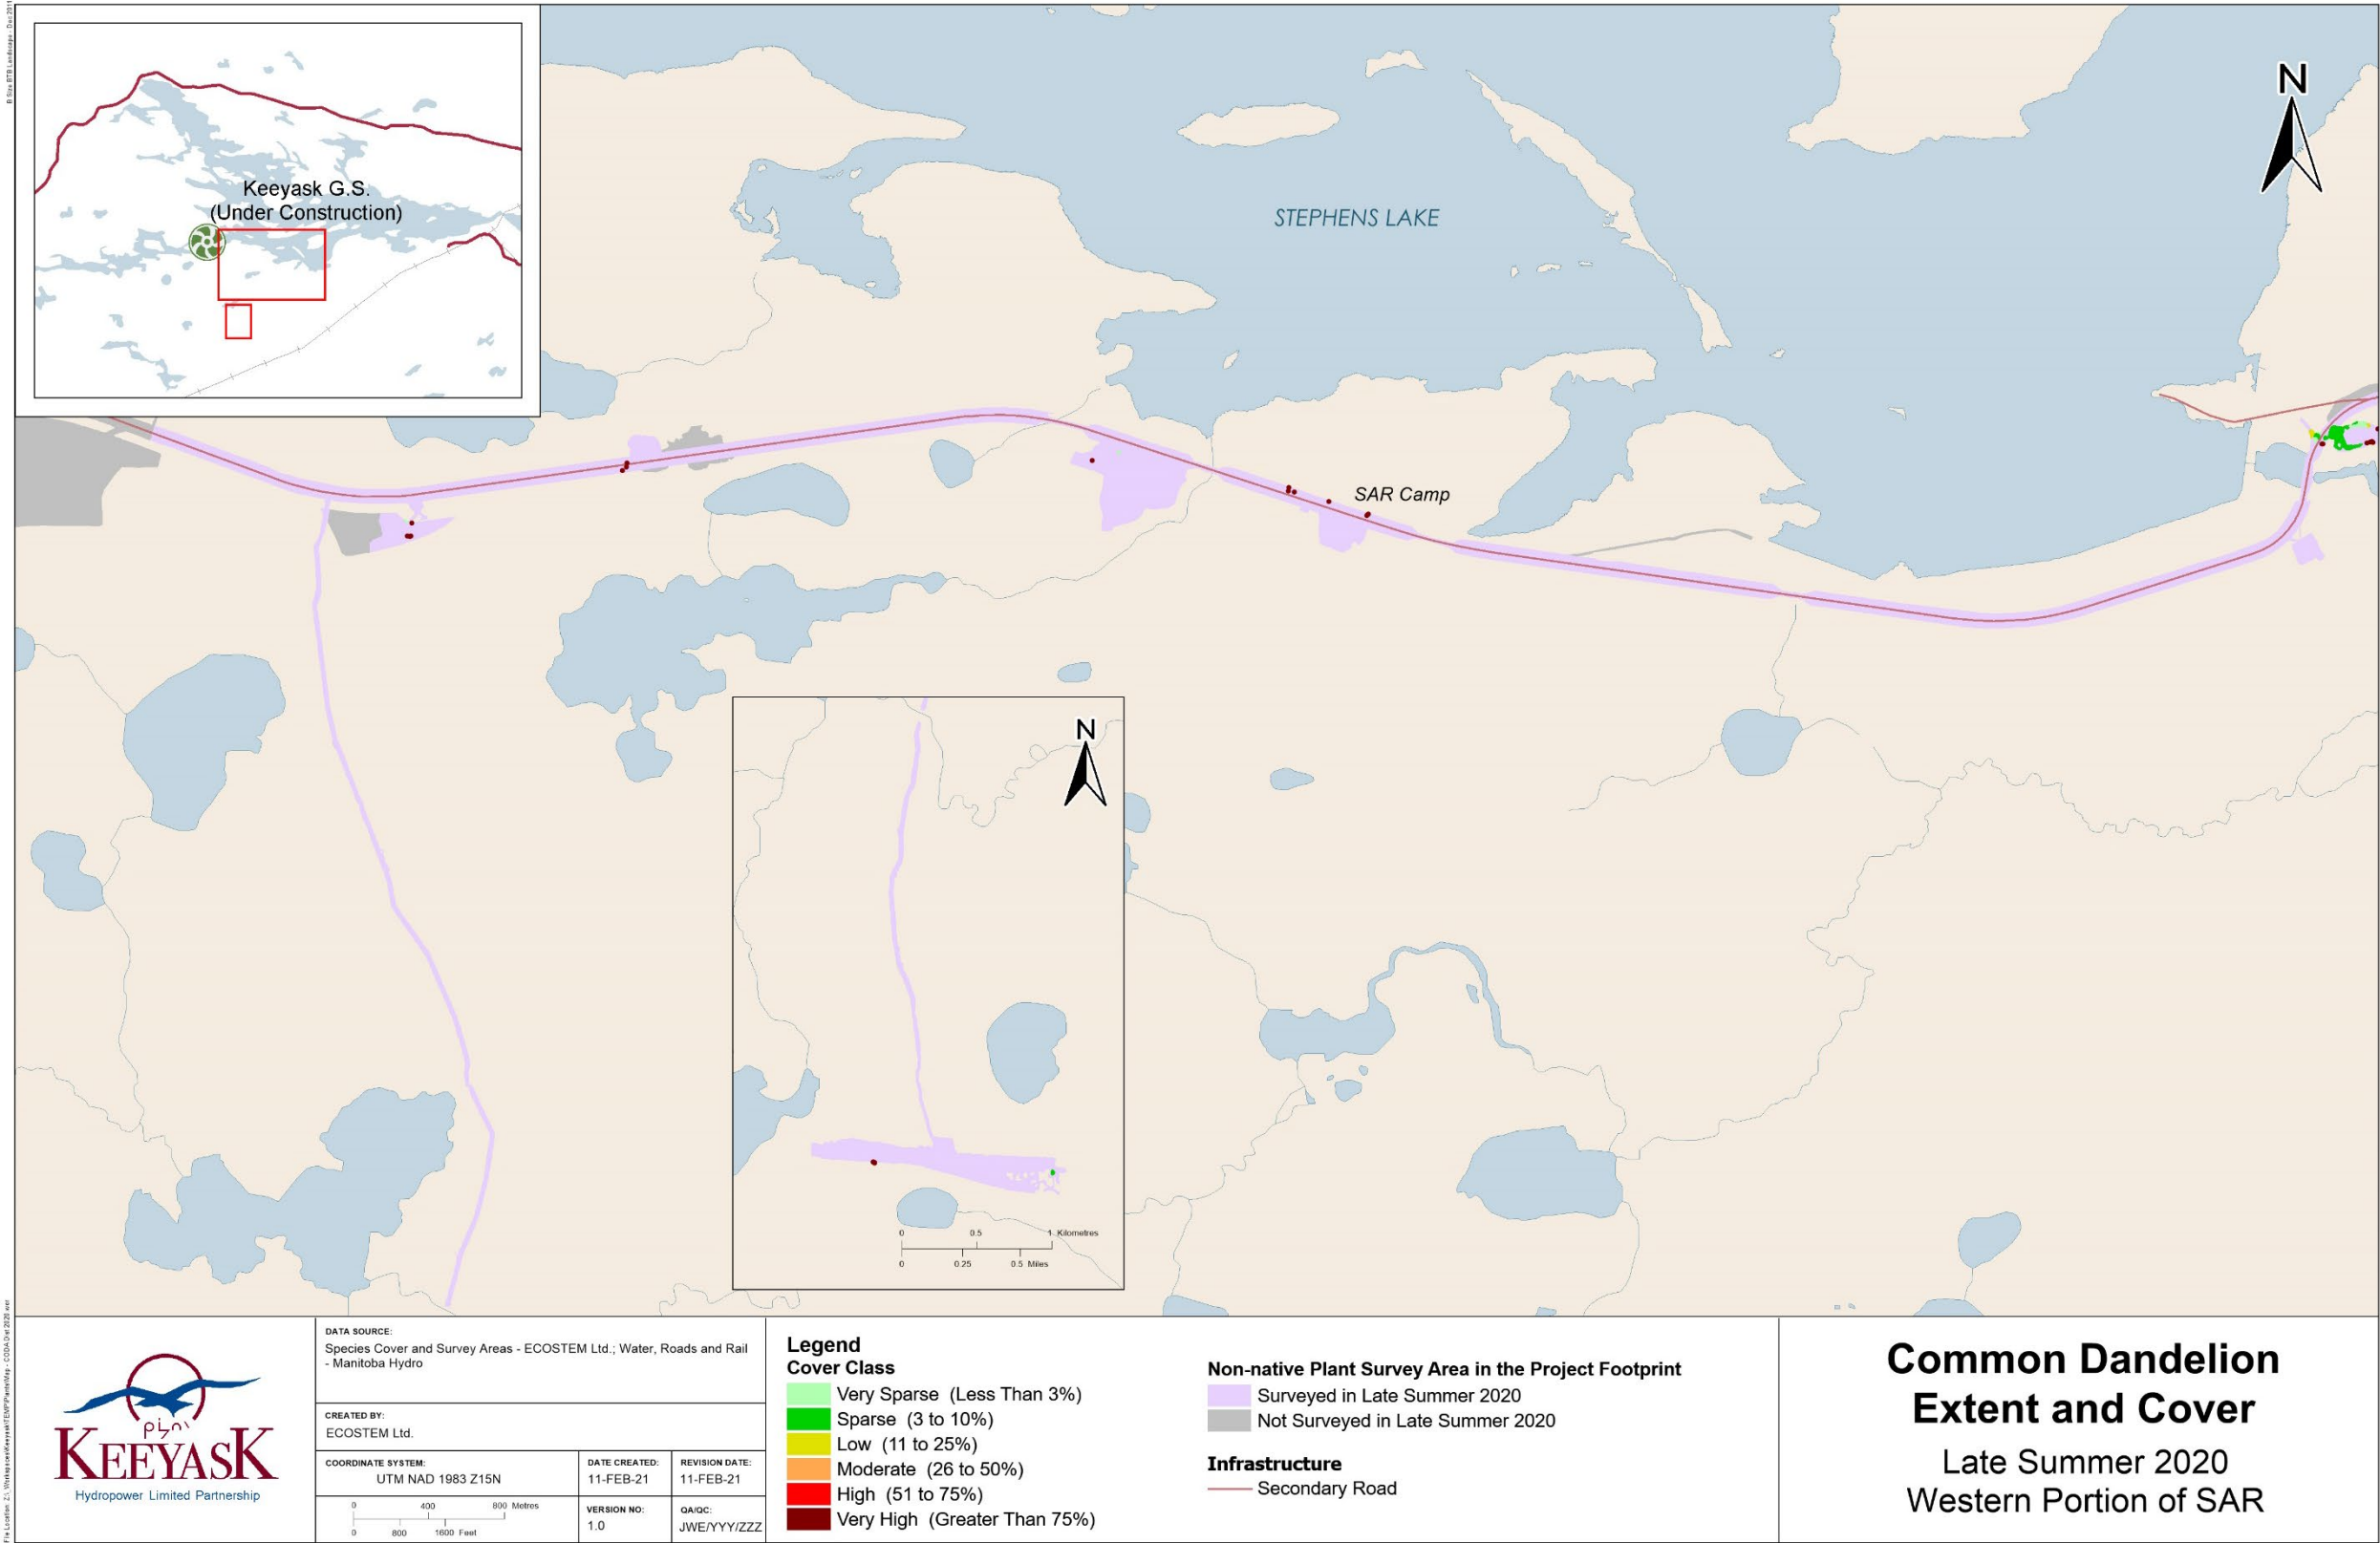 B Size BTB Landscape - Dec 2011
Keeyask G.S.
(Under Construction)
N
STEPHENS LAKE
SAR Camp
N
0 0.5 1 Kilometres
0 0.25 0.5 Miles
KEEYASK
Hydropower Limited Partnership
DATA SOURCE:
Species Cover and Survey Areas - ECOSTEM Ltd.; Water, Roads and Rail
- Manitoba Hydro
CREATED BY:
ECOSTEM Ltd.
COORDINATE SYSTEM:
UTM NAD 1983 Z15N
DATE CREATED:
11-FEB-21
REVISION DATE:
11-FEB-21
0 400 800 Metres
0 800 1600 Feet
VERSION NO:
1.0
QA/QC:
JWE/YYY/ZZZ
Legend
Cover Class
Very Sparse (Less Than 3%)
Sparse (3 to 10%)
Low (11 to 25%)
Moderate (26 to 50%)
High (51 to 75%)
Very High (Greater Than 75%)
Non-native Plant Survey Area in the Project Footprint
Surveyed in Late Summer 2020
Not Surveyed in Late Summer 2020
Infrastructure
Secondary Road
Common Dandelion
Extent and Cover
Late Summer 2020
Western Portion of SAR